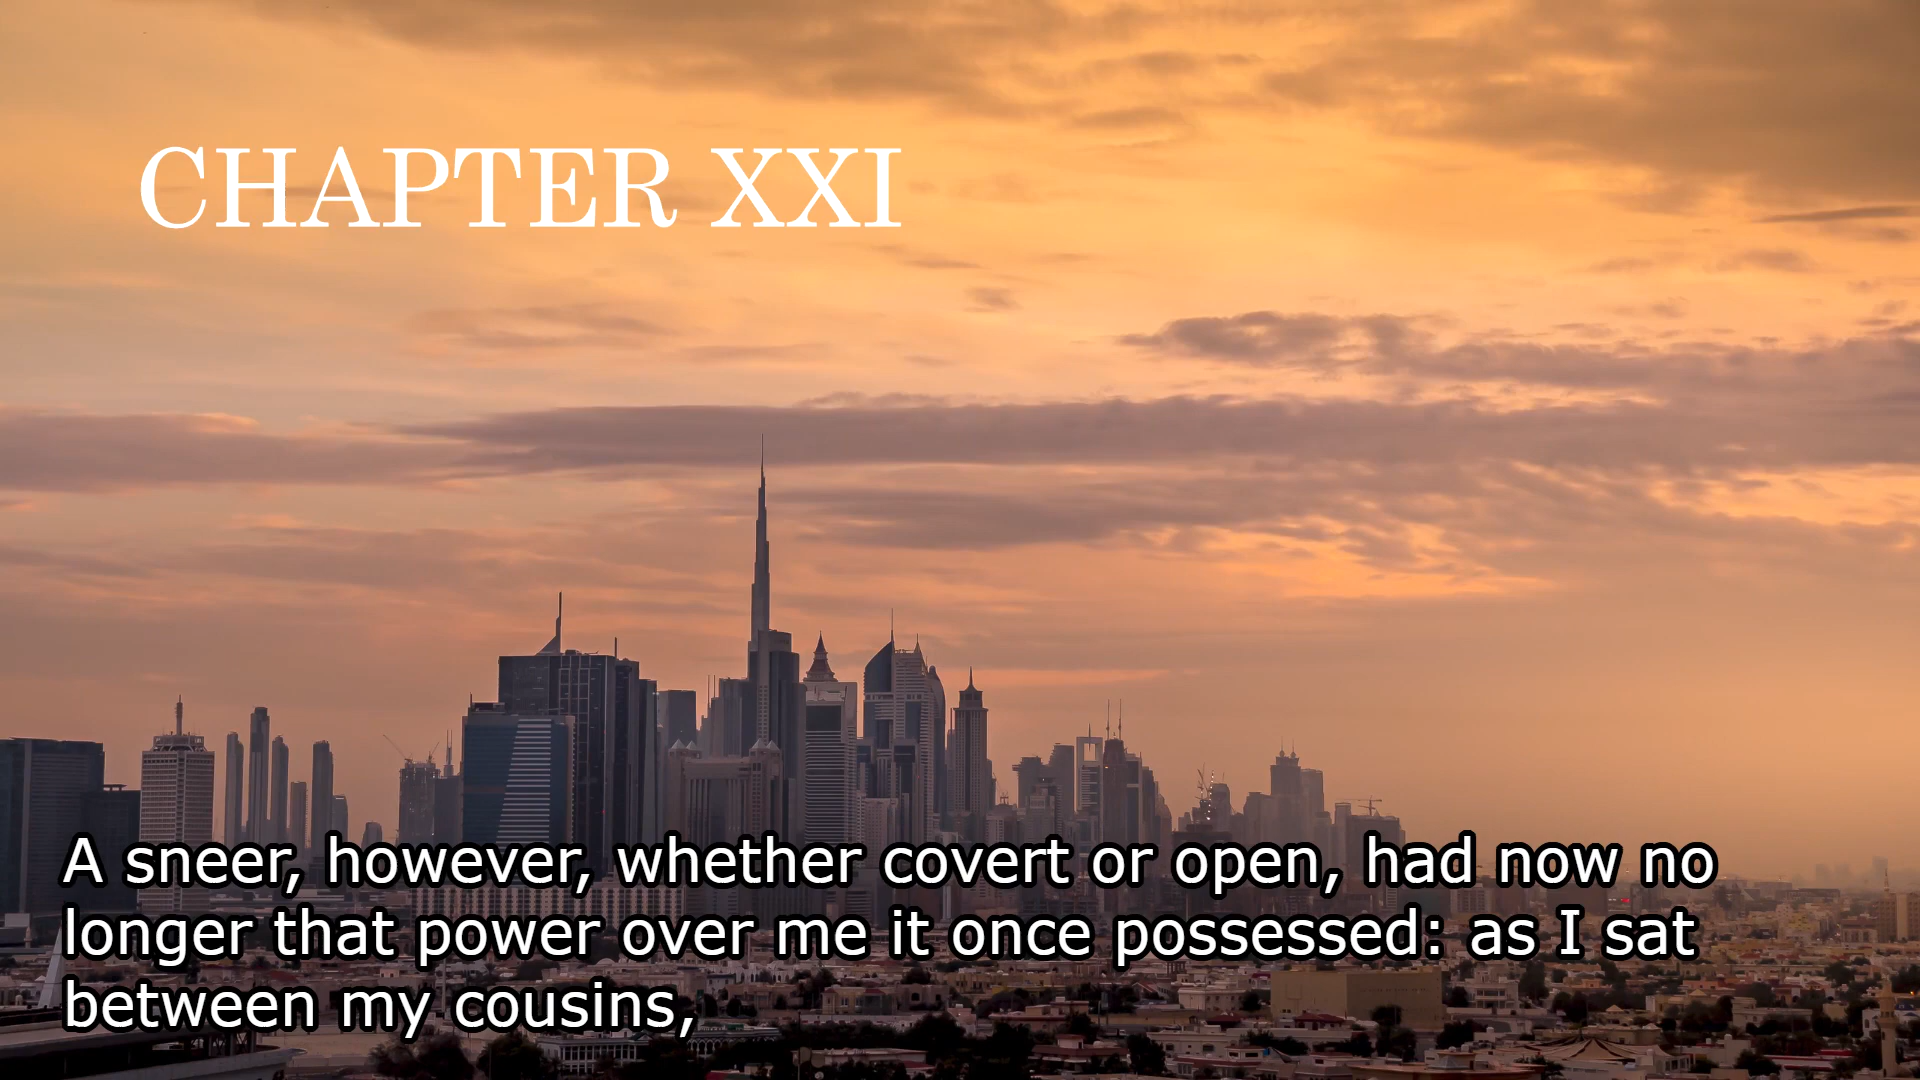 CHAPTER XXI
A sneer, however, whether covert or open, had now no
longer that power over me it once possessed: as I sat
between my cousins,